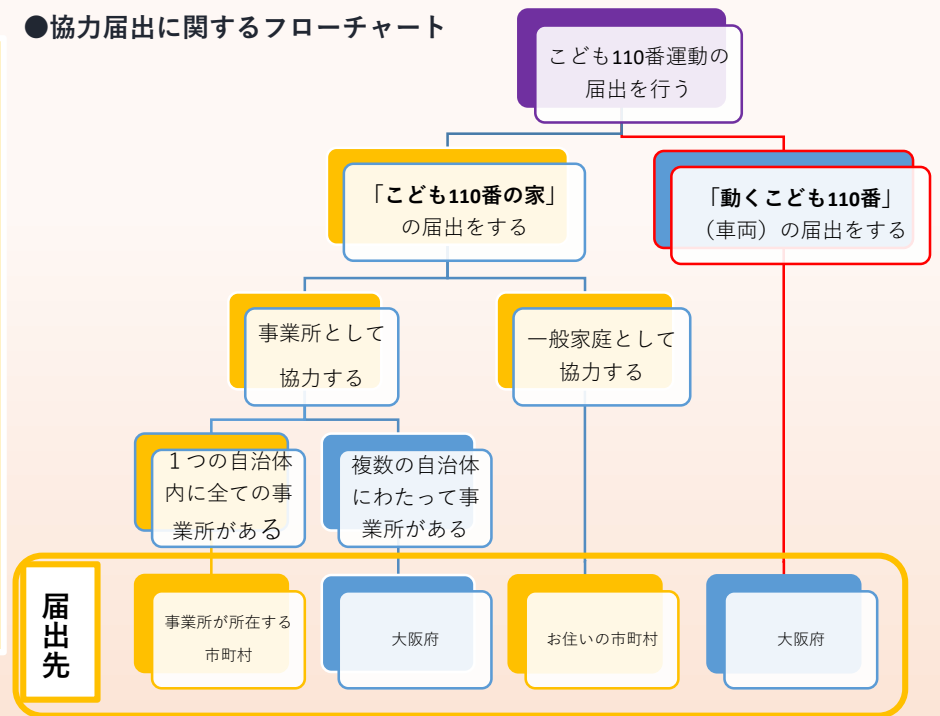 ●協力届出に関するフローチャート
こども110番運動の
届出を行う
「こども110番の家」
の届出をする
「動くこども110番」
（車両）の届出をする
事業所として
協力する
一般家庭として
協力する
１つの自治体
内に全ての事
業所がある
複数の自治体
にわたって事
業所がある
届出先
事業所が所在する
市町村
大阪府
お住いの市町村
大阪府